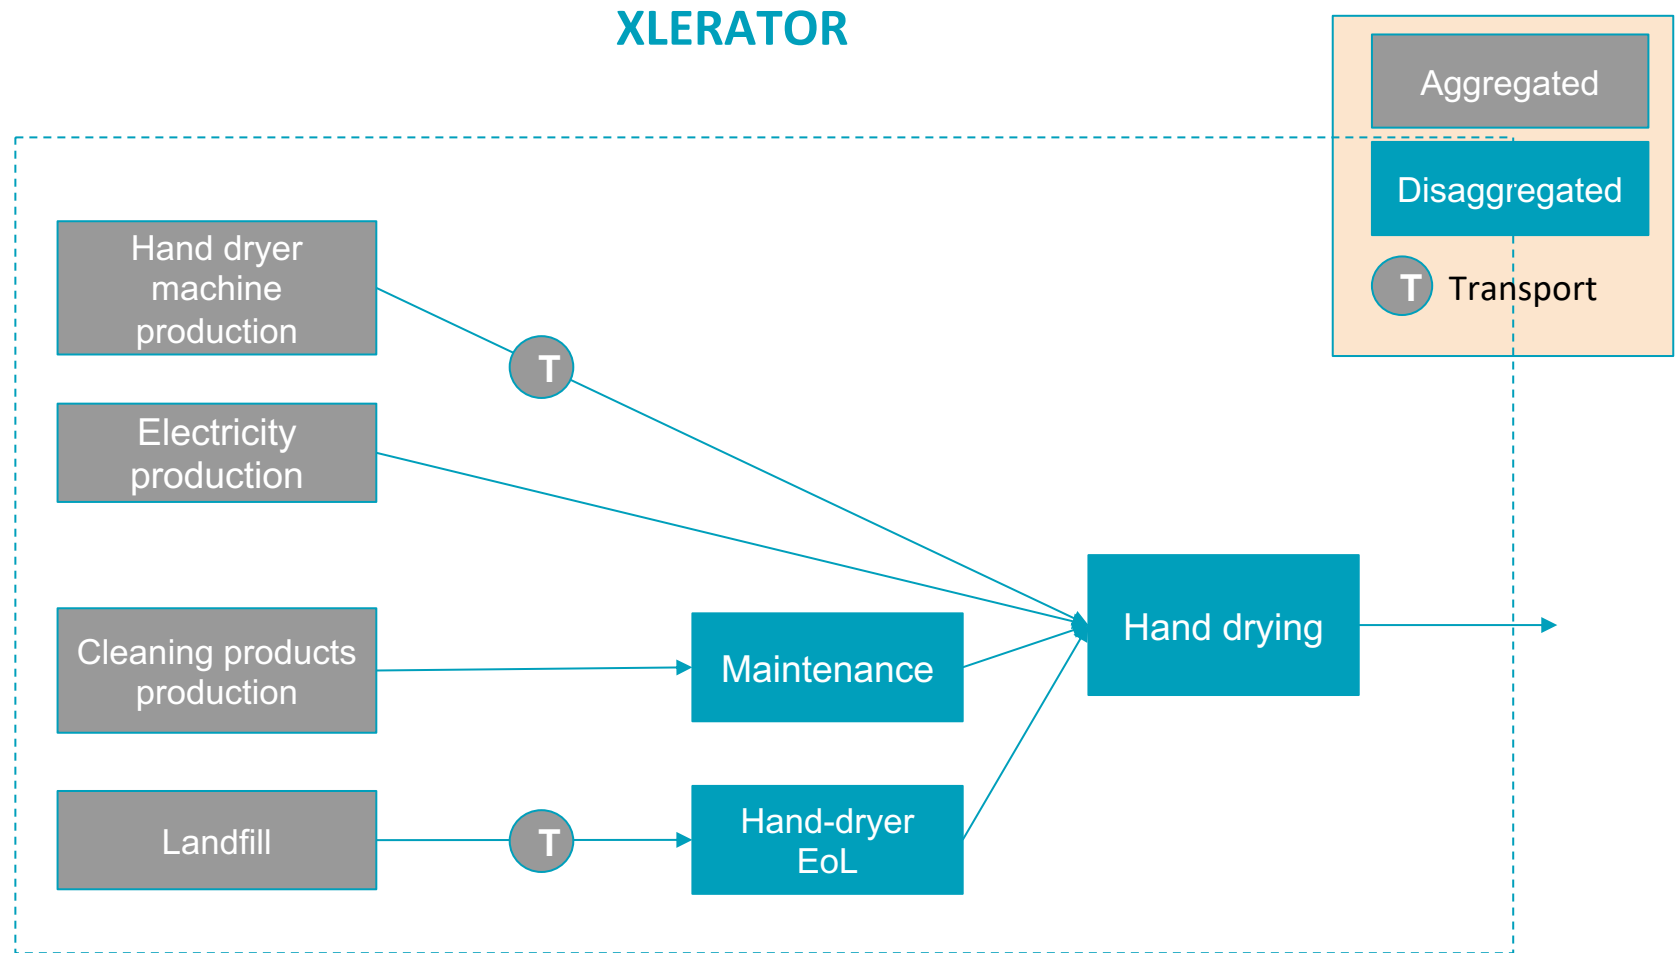 XLERATOR
Aggregated
Disaggregated
T Transport
Hand dryer
machine
production
T
Electricity
production
Cleaning products
production
Maintenance
Hand drying
Landfill
T
Hand-dryer
EoL